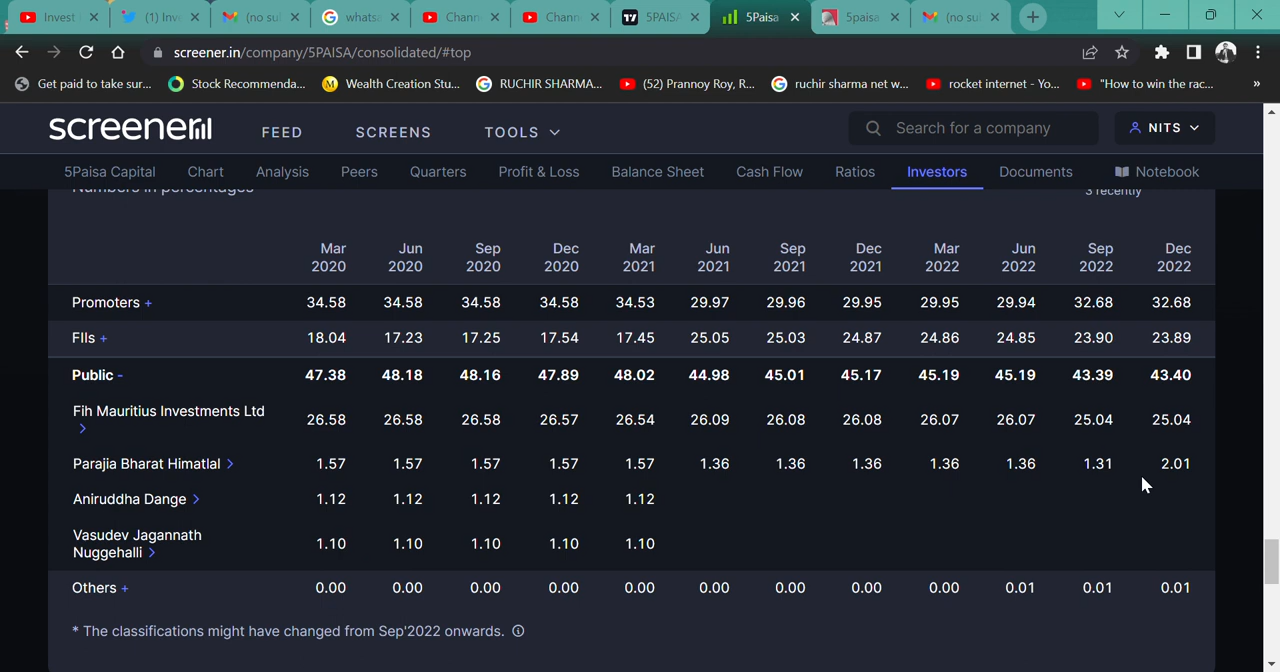 Invest
(1) Inv
(no sul
whatsa
Chann
Chann
5PAISA
5Paisa
5paisa
(no sul
screener.in/company/5PAISA/consolidated/#top
Get paid to take sur... Stock Recommenda... Wealth Creation Stu... RUCHIR SHARMA... (52) Prannoy Roy, R... ruchir sharma net w... rocket internet - Yo... "How to win the rac... »
screener FEED SCREENS TOOLS Search for a company NITS
5Paisa Capital Chart Analysis Peers Quarters Profit & Loss Balance Sheet Cash Flow Ratios Investors Documents Notebook
Numbers in percentages 3 recently
Mar Jun Sep Dec Mar Jun Sep Dec Mar Jun Sep Dec
2020 2020 2020 2020 2021 2021 2021 2021 2022 2022 2022 2022
Promoters + 34.58 34.58 34.58 34.58 34.53 29.97 29.96 29.95 29.95 29.94 32.68 32.68
FIIs + 18.04 17.23 17.25 17.54 17.45 25.05 25.03 24.87 24.86 24.85 23.90 23.89
Public - 47.38 48.18 48.16 47.89 48.02 44.98 45.01 45.17 45.19 45.19 43.39 43.40
Fih Mauritius Investments Ltd > 26.58 26.58 26.58 26.57 26.54 26.09 26.08 26.08 26.07 26.07 25.04 25.04
Parajia Bharat Himatlal > 1.57 1.57 1.57 1.57 1.57 1.36 1.36 1.36 1.36 1.36 1.31 2.01
Aniruddha Dange > 1.12 1.12 1.12 1.12 1.12
Vasudev Jagannath
Nuggehalli > 1.10 1.10 1.10 1.10 1.10
Others + 0.00 0.00 0.00 0.00 0.00 0.00 0.00 0.00 0.00 0.01 0.01 0.01
* The classifications might have changed from Sep'2022 onwards.